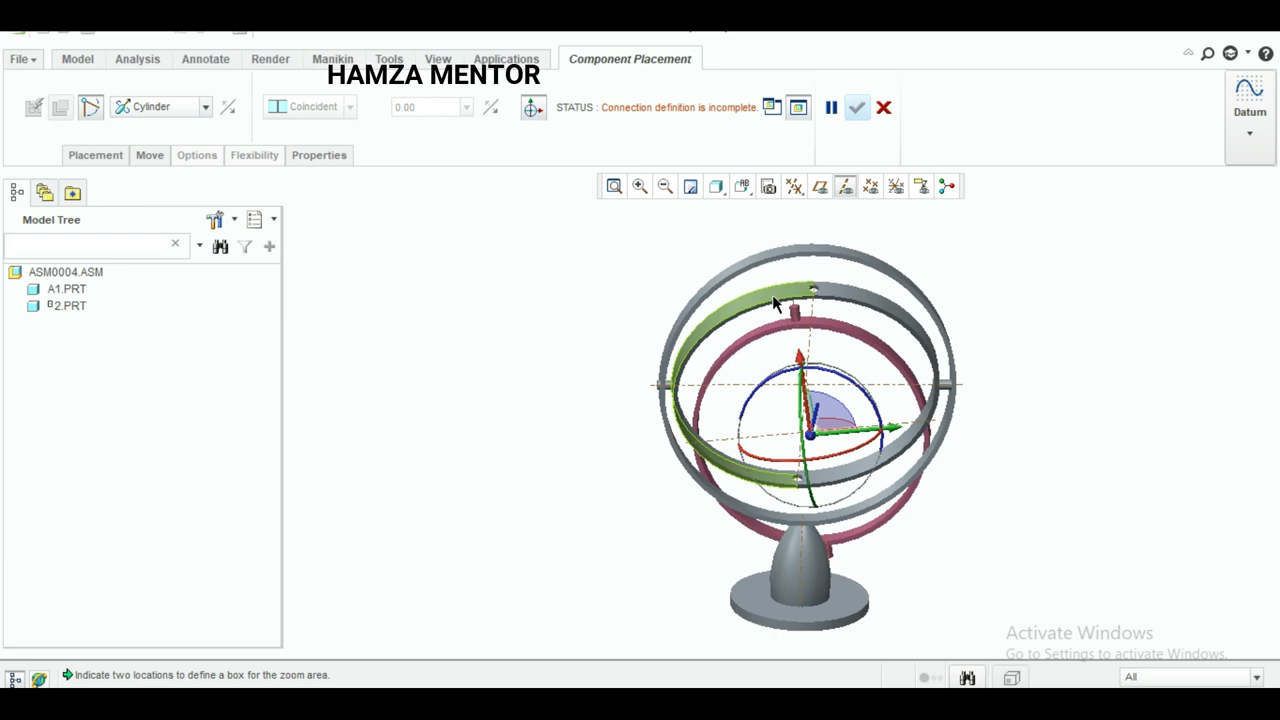 File Model Analysis Annotate Render Manikin Tools View Applications Component Placement
HAMZA MENTOR
Cylinder Coincident 0.00 STATUS : Connection definition is incomplete.
Datum
Placement Move Options Flexibility Properties
Model Tree
ASM0004.ASM
A1.PRT
2.PRT
Activate Windows
Go to Settings to activate Windows.
Indicate two locations to define a box for the zoom area.
All